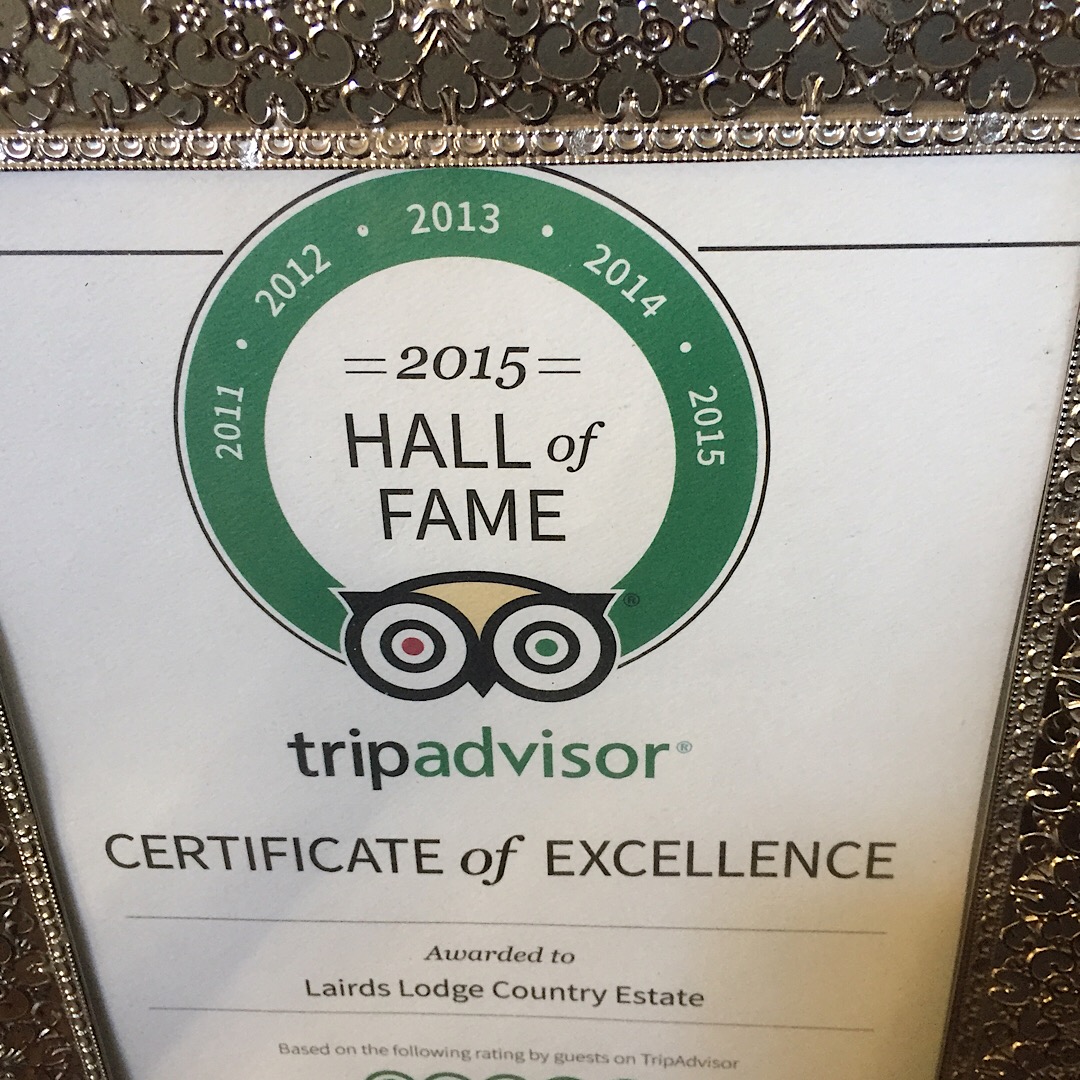 2011 • 2012 • 2013 • 2014 • 2015
=2015=
HALL of
FAME
®
tripadvisor®
CERTIFICATE of EXCELLENCE
Awarded to
Lairds Lodge Country Estate
Based on the following rating by guests on TripAdvisor